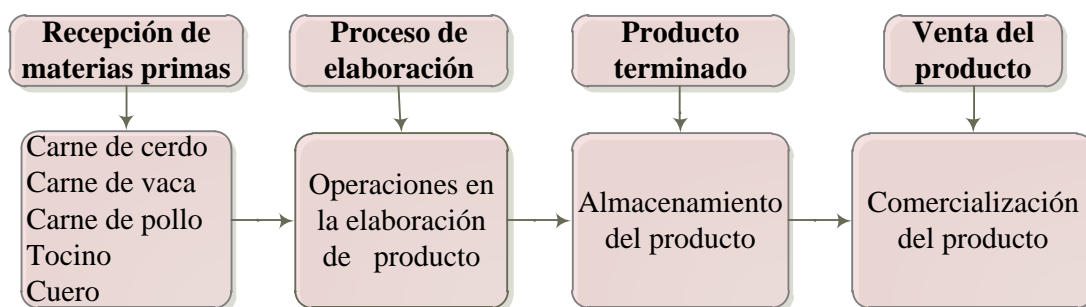 Recepción de
materias primas
Proceso de
elaboración
Producto
terminado
Venta del
producto
Carne de cerdo
Carne de vaca
Carne de pollo
Tocino
Cuero
Operaciones en
la elaboración
de producto
Almacenamiento
del producto
Comercialización
del producto